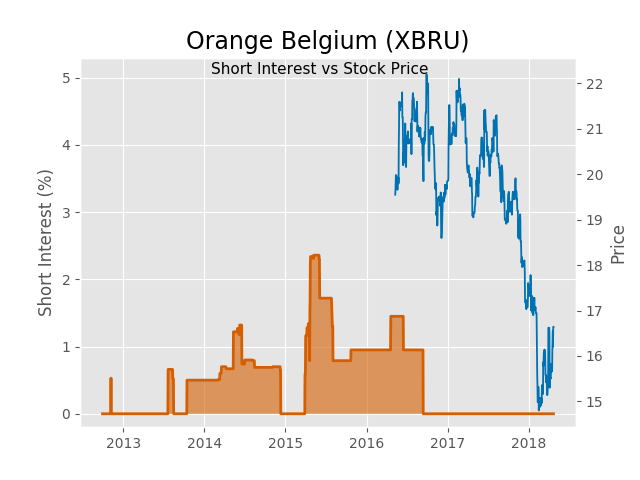 Orange Belgium (XBRU)
Short Interest vs Stock Price
Short Interest (%)
5
4
3
2
1
0
22
21
20
19
18
17
16
15
Price
2013 2014 2015 2016 2017 2018